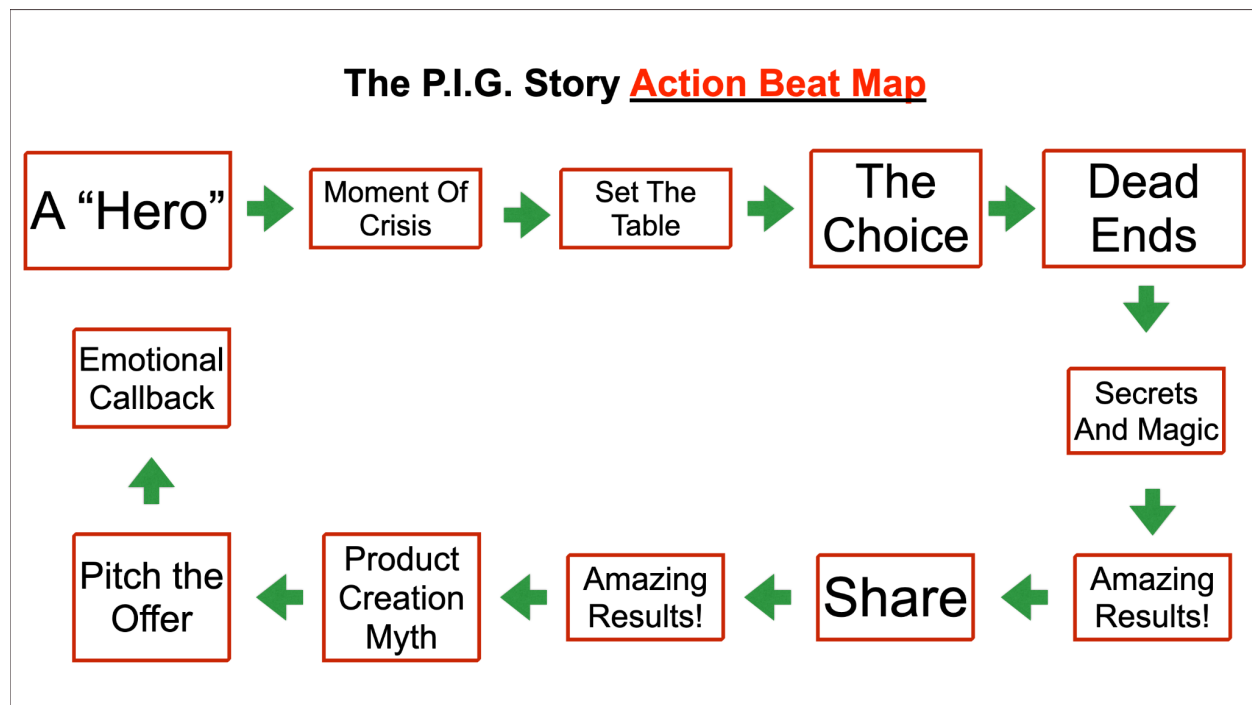 The P.I.G. Story Action Beat Map
A “Hero”
Moment Of
Crisis
Set The
Table
The
Choice
Dead
Ends
Secrets
And Magic
Amazing
Results!
Share
Amazing
Results!
Product
Creation
Myth
Pitch the
Offer
Emotional
Callback